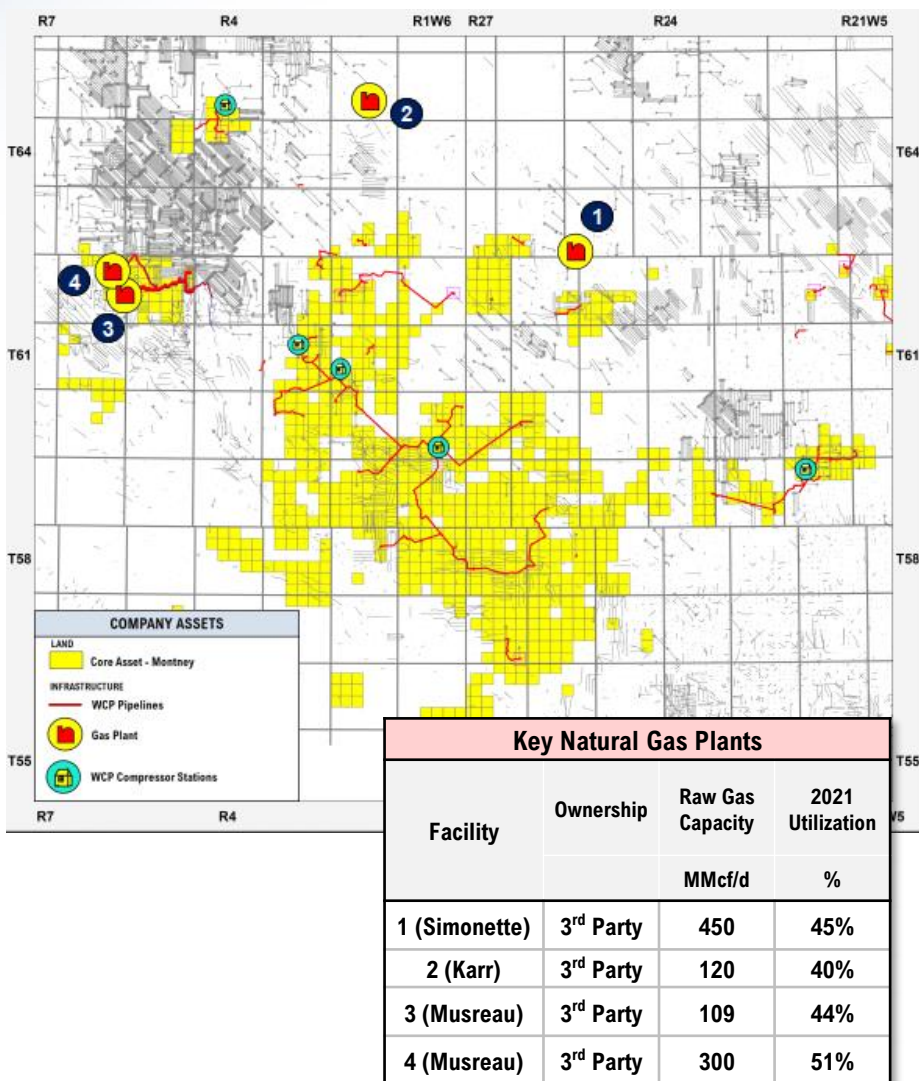 R7 R4 R1W6 R27 R24 R21W5
2
T64 T64
1
4
3
T61 T61
T58 T58
COMPANY ASSETS
LAND
Core Asset - Montney
INFRASTRUCTURE
WCP Pipelines
Gas Plant
WCP Compressor Stations
T55 T55
R7 R4 W5
Key Natural Gas Plants
Facility Ownership Raw Gas Capacity 2021 Utilization
MMcf/d %
1 (Simonette) 3rd Party 450 45%
2 (Karr) 3rd Party 120 40%
3 (Musreau) 3rd Party 109 44%
4 (Musreau) 3rd Party 300 51%